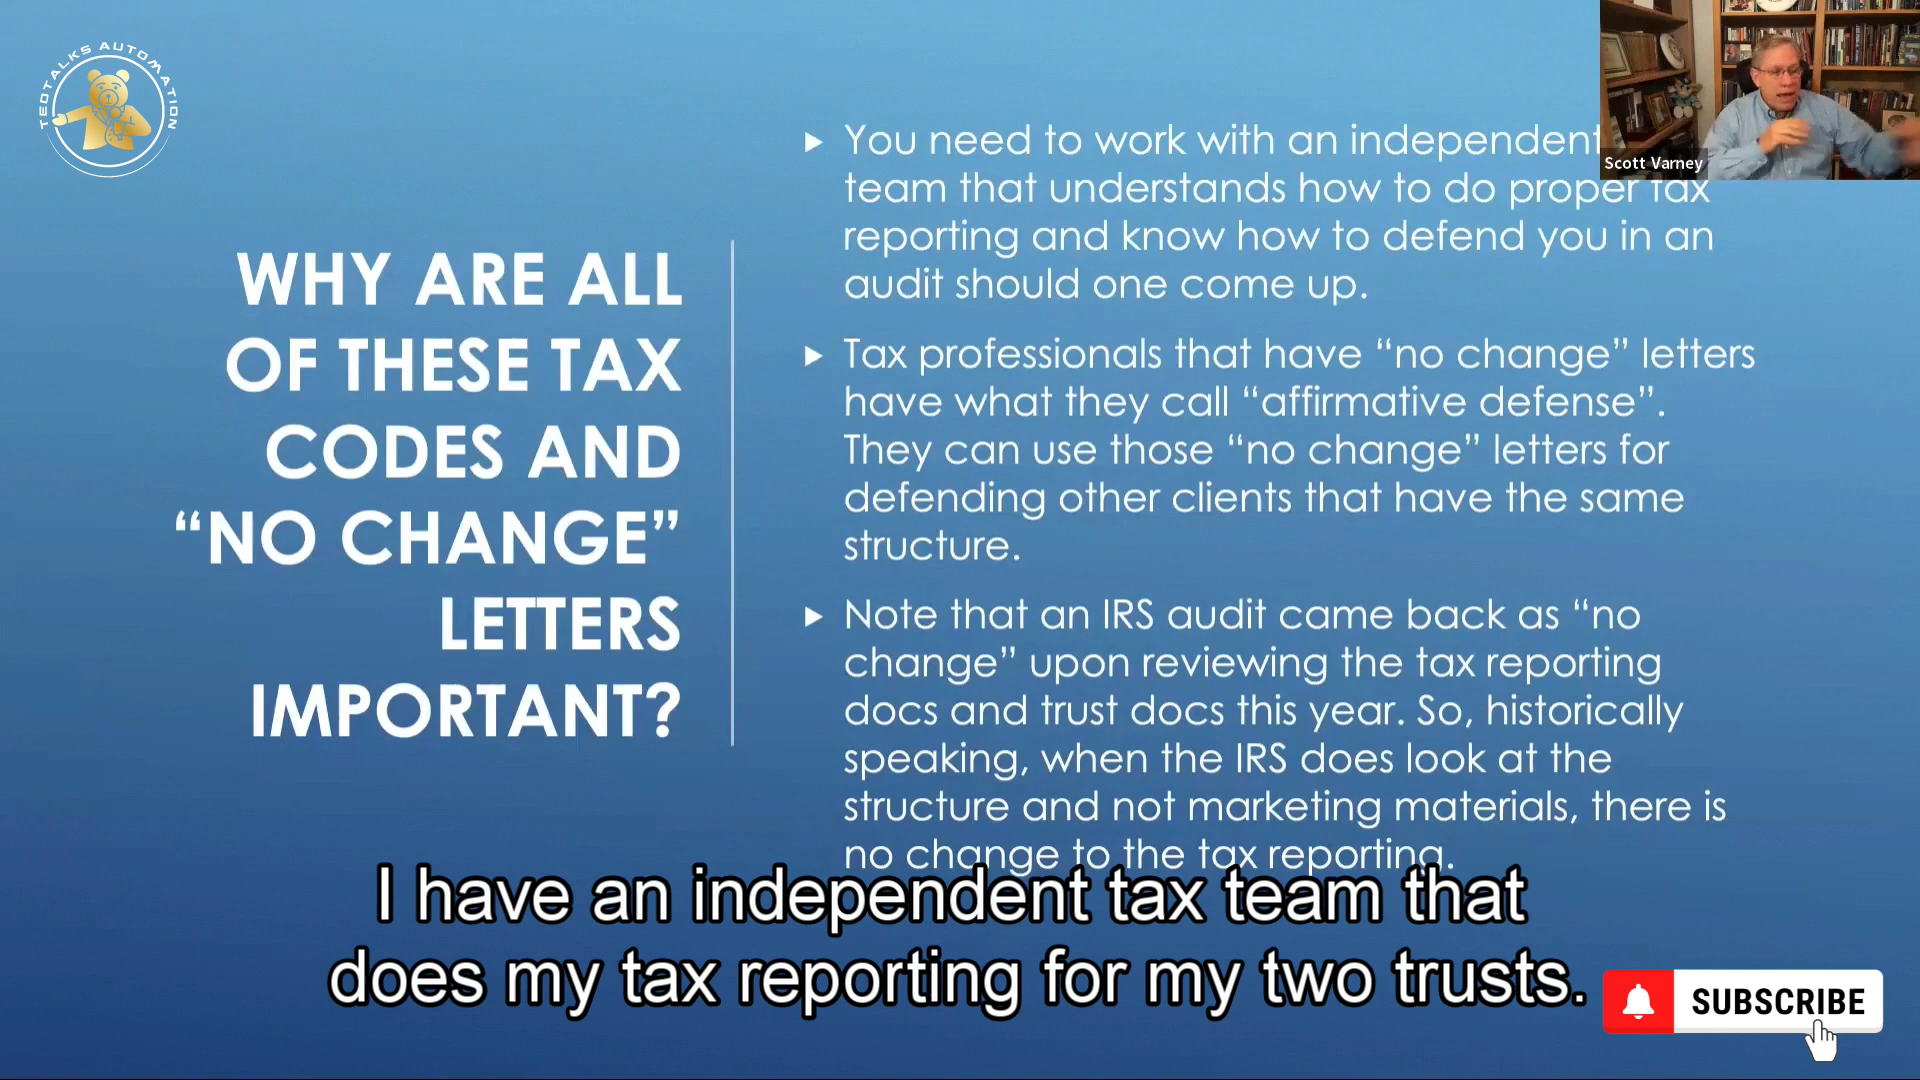 TEDTALKS AUTOMATION
WHY ARE ALL
OF THESE TAX
CODES AND
“NO CHANGE”
LETTERS
IMPORTANT?
You need to work with an independent
team that understands how to do proper tax
reporting and know how to defend you in an
audit should one come up.
Tax professionals that have “no change” letters
have what they call “affirmative defense”.
They can use those “no change” letters for
defending other clients that have the same
structure.
Note that an IRS audit came back as “no
change” upon reviewing the tax reporting
docs and trust docs this year. So, historically
speaking, when the IRS does look at the
structure and not marketing materials, there is
no change to the tax reporting.
Scott Varney
I have an independent tax team that
does my tax reporting for my two trusts.
SUBSCRIBE